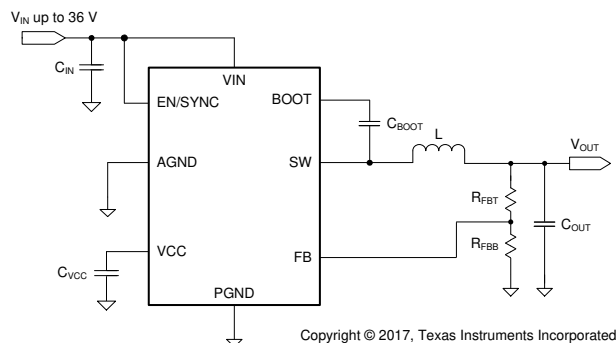 VIN up to 36 V
CIN
VIN
EN/SYNC
BOOT
CBOOT
L
VOUT
AGND
SW
RFBT
COUT
VCC
FB
RFBB
CVCC
PGND
Copyright © 2017, Texas Instruments Incorporated